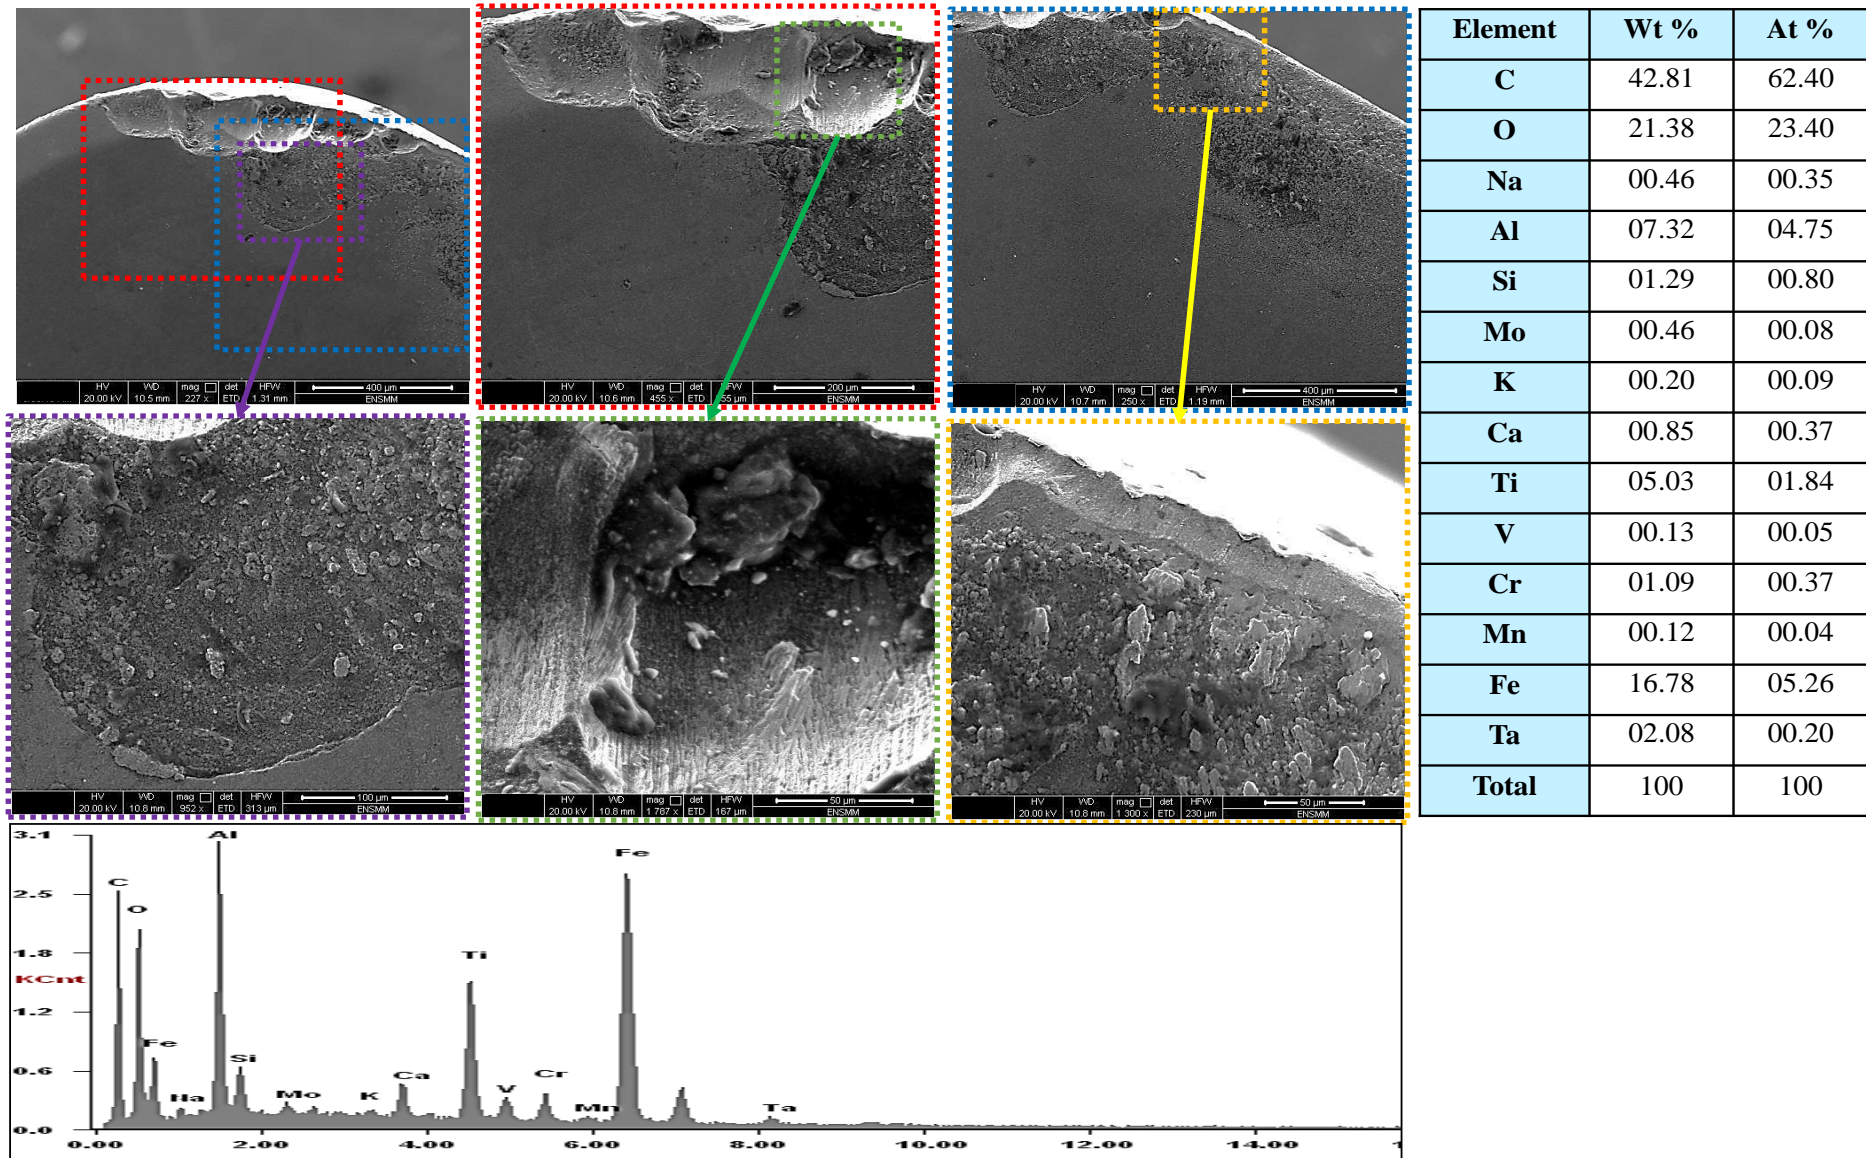 HV WD mag det HFW 400 µm
20.00 kV 10.5 mm 227 x ETD 1.31 mm ENSMM
HV WD mag det HFW 200 µm
20.00 kV 10.6 mm 455 x ETD 55 µm ENSMM
HV WD mag det HFW 400 µm
20.00 kV 10.7 mm 250 x ETD 1.19 mm ENSMM
HV WD mag det HFW 100 µm
20.00 kV 10.8 mm 952 x ETD 313 µm ENSMM
HV WD mag det HFW 50 µm
20.00 kV 10.8 mm 1 787 x ETD 167 µm ENSMM
HV WD mag det HFW 50 µm
20.00 kV 10.8 mm 1 300 x ETD 230 µm ENSMM
Element Wt % At %
C 42.81 62.40
O 21.38 23.40
Na 00.46 00.35
Al 07.32 04.75
Si 01.29 00.80
Mo 00.46 00.08
K 00.20 00.09
Ca 00.85 00.37
Ti 05.03 01.84
V 00.13 00.05
Cr 01.09 00.37
Mn 00.12 00.04
Fe 16.78 05.26
Ta 02.08 00.20
Total 100 100
3.1
2.5
1.8
KCnt
1.2
0.6
0.0
C
O
Fe
Na
Al
Si
Mo
K
Ca
Ti
V
Cr
Mn
Fe
Ta
0.00 2.00 4.00 6.00 8.00 10.00 12.00 14.00 1